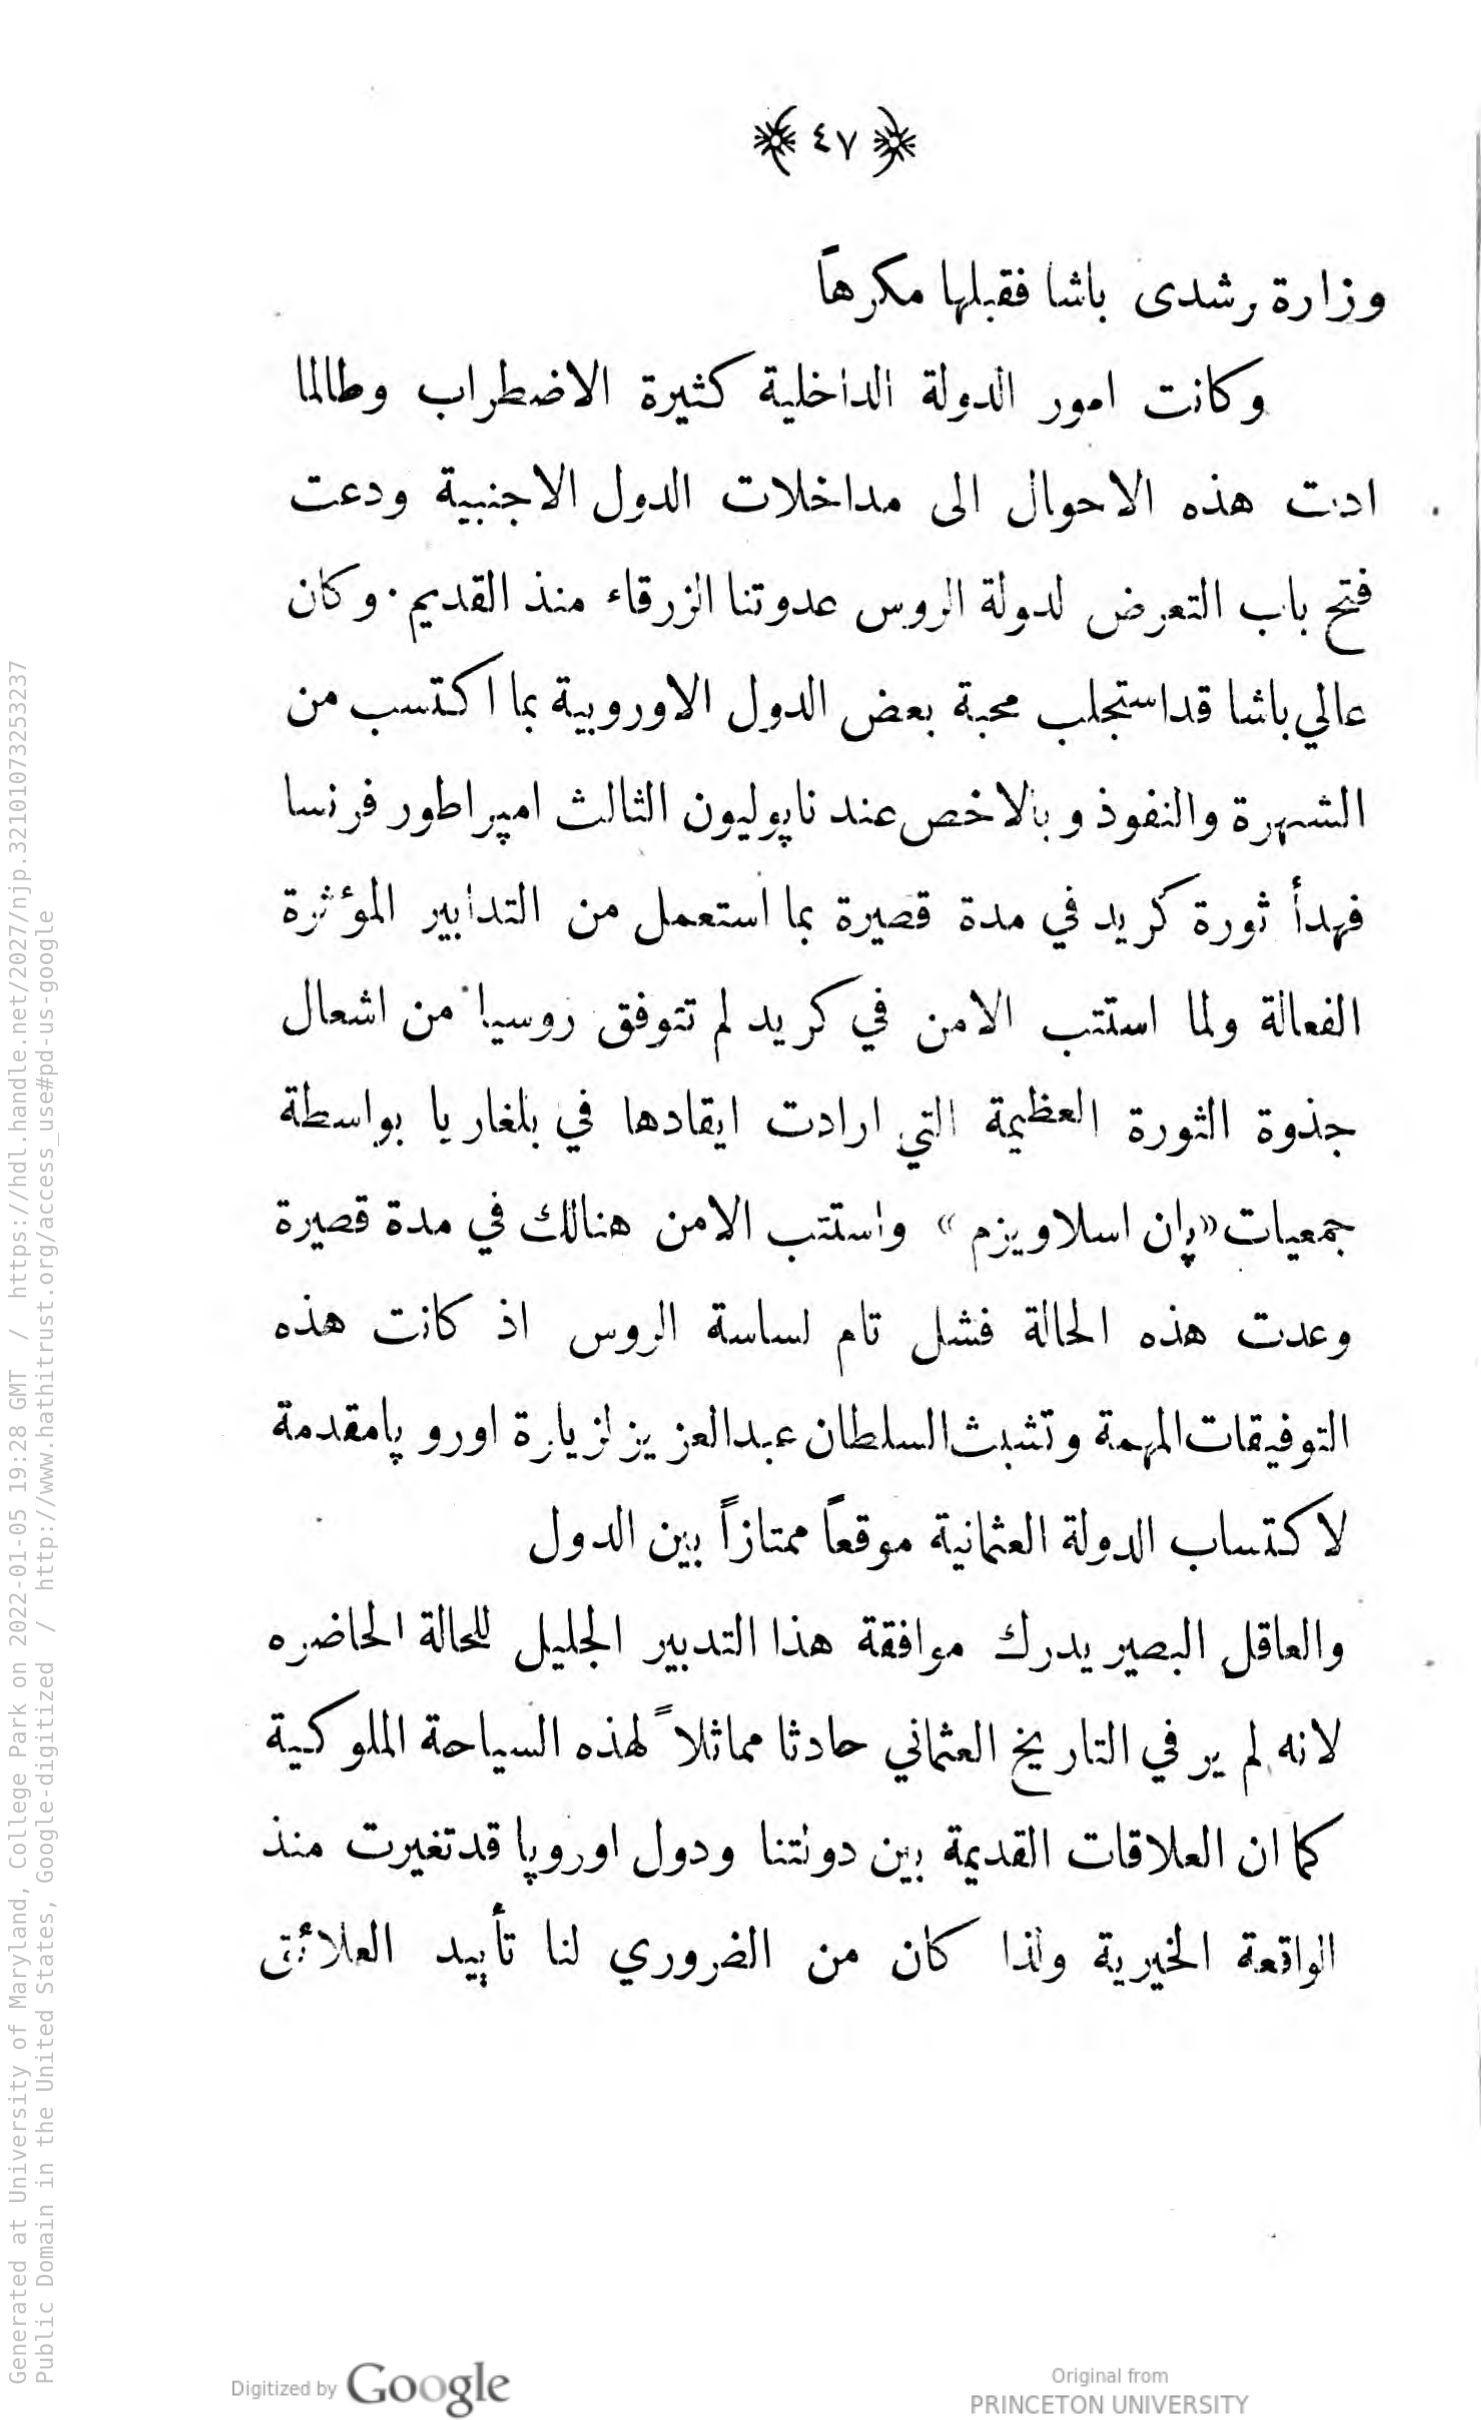 ﴿ ٤٧ ﴾
وزارة رشدى باشا فقبلها مكرهاً
وكانت امور الدولة الداخلية كثيرة الاضطراب وطالما
ادت هذه الاحوال الى مداخلات الدول الاجنبية ودعت
فتح باب التعرض لدولة الروس عدوتنا الزرقاء منذ القديم . وكان
عالي باشا قد استجلب محبة بعض الدول الاوروبية بما اكتسب من
الشهرة والنفوذ و بالاخص عند ناپوليون الثالث امپراطور فرنسا
فهدأ ثورة كريد في مدة قصيرة بما استعمل من التدابير المؤثرة
الفعالة ولما استتب الامن في كريد لم تتوفق روسيا من اشعال
جذوة الثورة العظيمة التي ارادت ايقادها في بلغاريا بواسطة
جمعيات «پان اسلاويزم » واستتب الامن هنالك في مدة قصيرة
وعدت هذه الحالة فشل تام لساسة الروس اذ كانت هذه
التوفيقات المهمة وتشبث السلطان عبدالعزيز لزيارة اوروپا مقدمة
لاكتساب الدولة العثمانية موقعاً ممتازاً بين الدول
والعاقل البصير يدرك موافقة هذا التدبير الجليل للحالة الحاضره
لانه لم ير في التاريخ العثماني حادثا مماثلاً لهذه السياحة الملوكية
كما ان العلاقات القديمة بين دولتنا ودول اوروپا قد تغيرت منذ
الواقعة الخيرية ولذا كان من الضروري لنا تأييد العلائق
Digitized by Google
Original from
PRINCETON UNIVERSITY
Generated at University of Maryland, College Park on 2022-01-05 19:28 GMT / https://hdl.handle.net/2027/njp.32101073253237
Public Domain in the United States, Google-digitized / http://www.hathitrust.org/access_use#pd-us-google